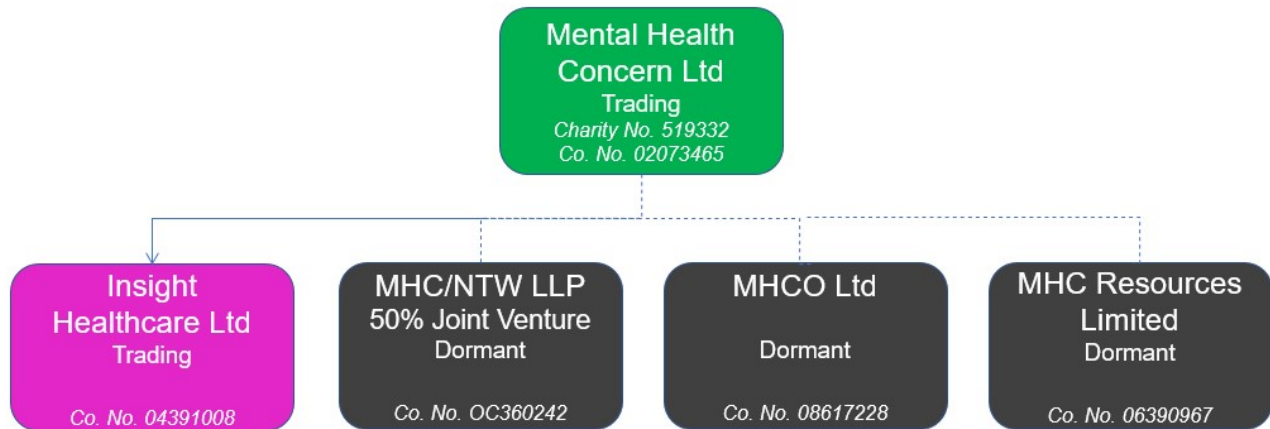 Mental Health
Concern Ltd
Trading
Charity No. 519332
Co. No. 02073465
Insight
Healthcare Ltd
Trading
Co. No. 04391008
MHC/NTW LLP
50% Joint Venture
Dormant
Co. No. OC360242
MHCO Ltd
Dormant
Co. No. 08617228
MHC Resources
Limited
Dormant
Co. No. 06390967